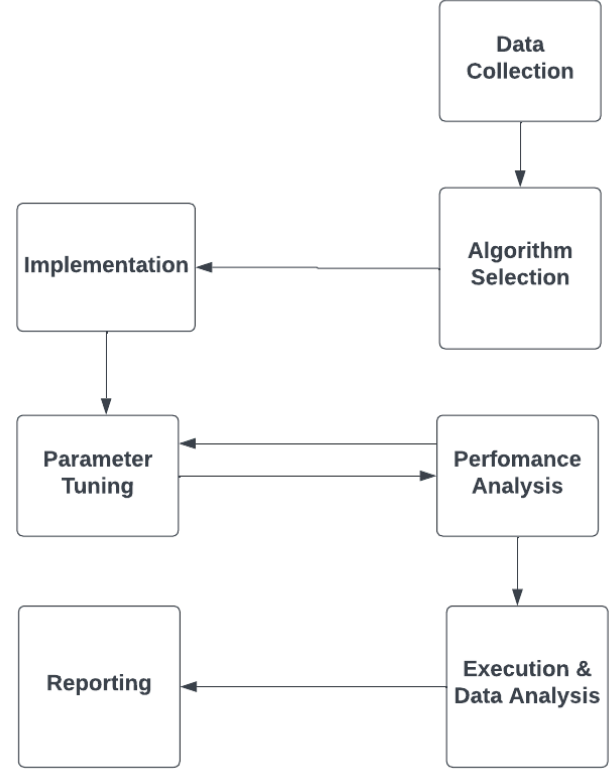 Data
Collection
Algorithm
Selection
Implementation
Parameter
Tuning
Perfomance
Analysis
Execution &
Data Analysis
Reporting